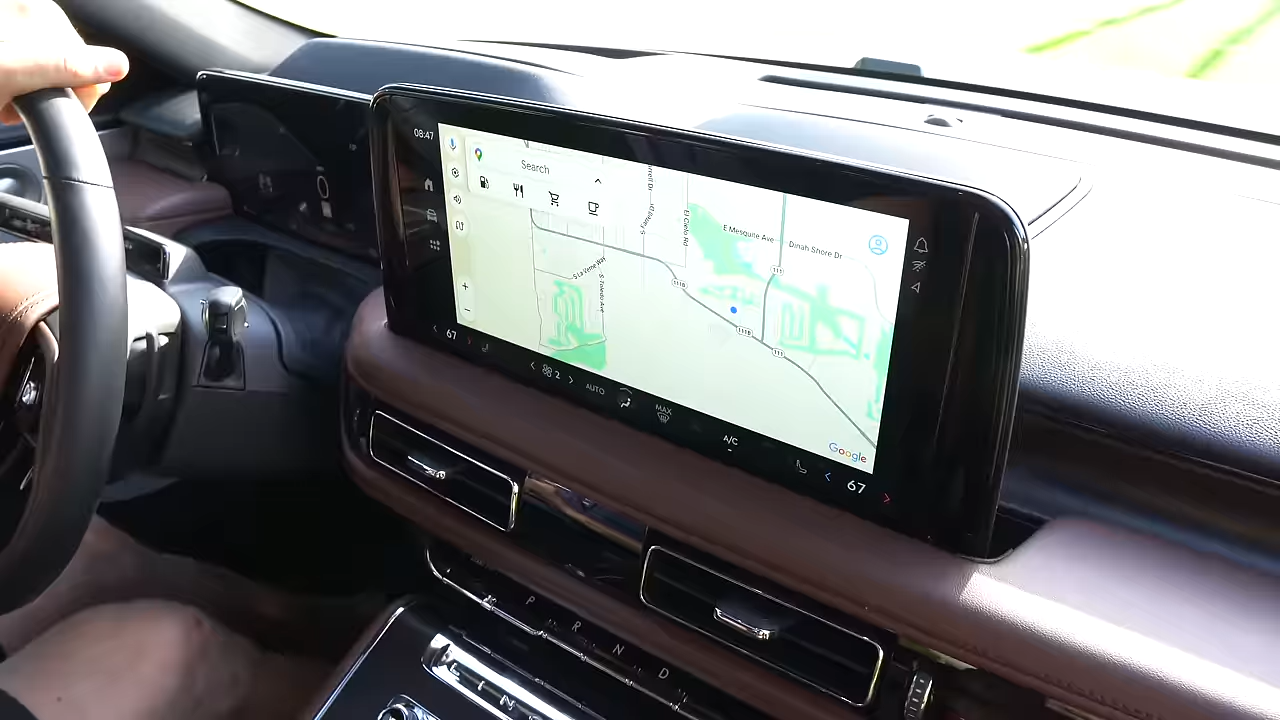 08:47
Search
S Farrell Dr
El Cielo Rd
E Mesquite Ave
Dinah Shore Dr
111
111B
S La Verne Way
S Toledo Ave
111B
111
Google
67
2
AUTO
MAX
A/C
67
P R N D
L I N